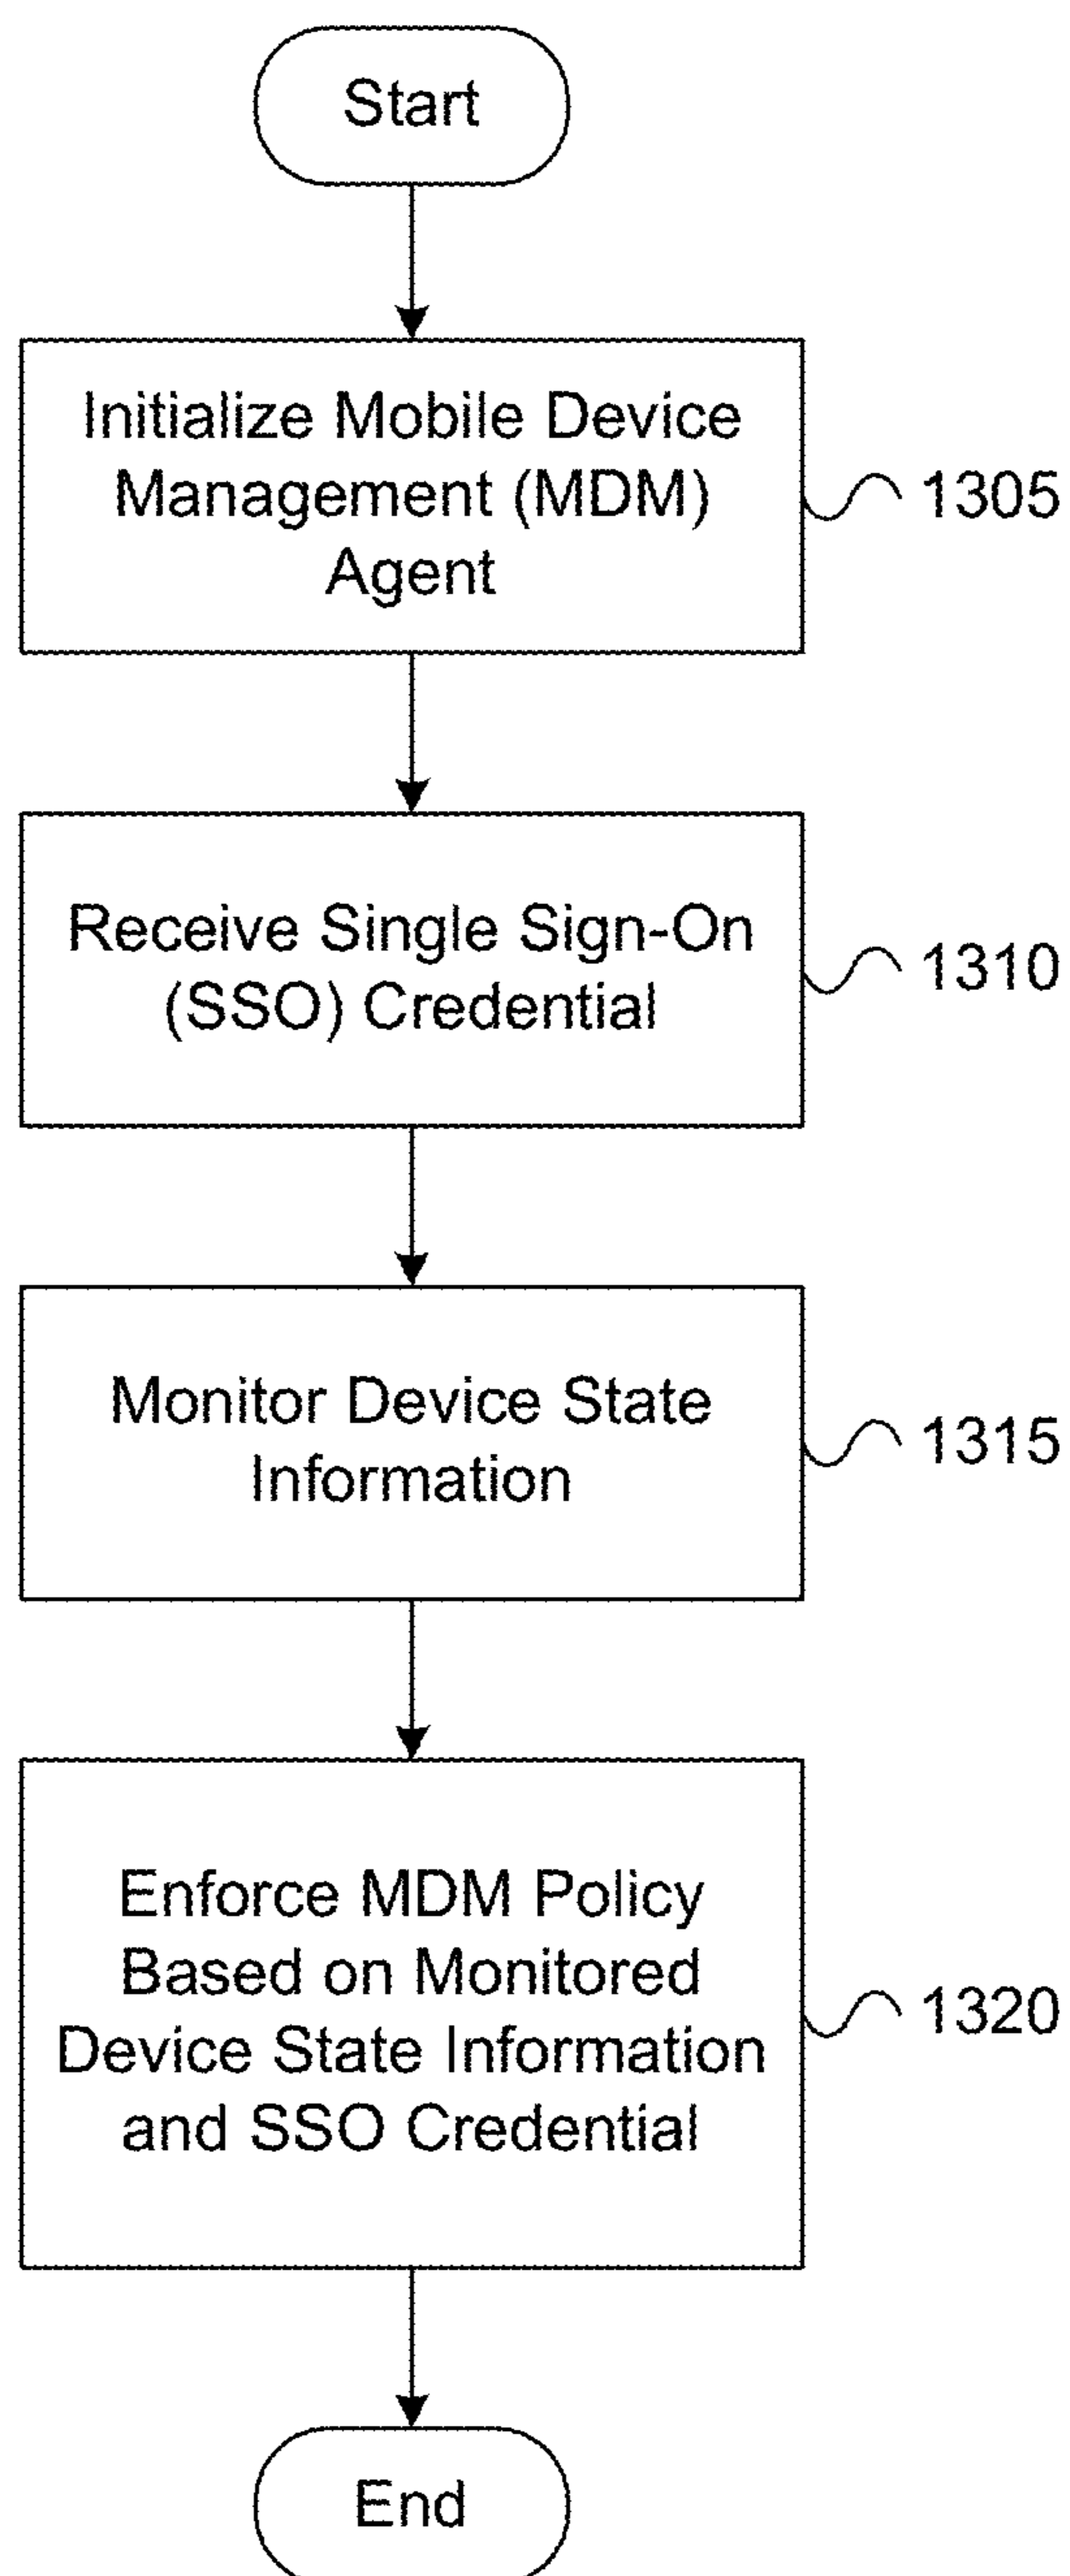 Start
Initialize Mobile Device
Management (MDM)
Agent
1305
Receive Single Sign-On
(SSO) Credential
1310
Monitor Device State
Information
1315
Enforce MDM Policy
Based on Monitored
Device State Information
and SSO Credential
1320
End